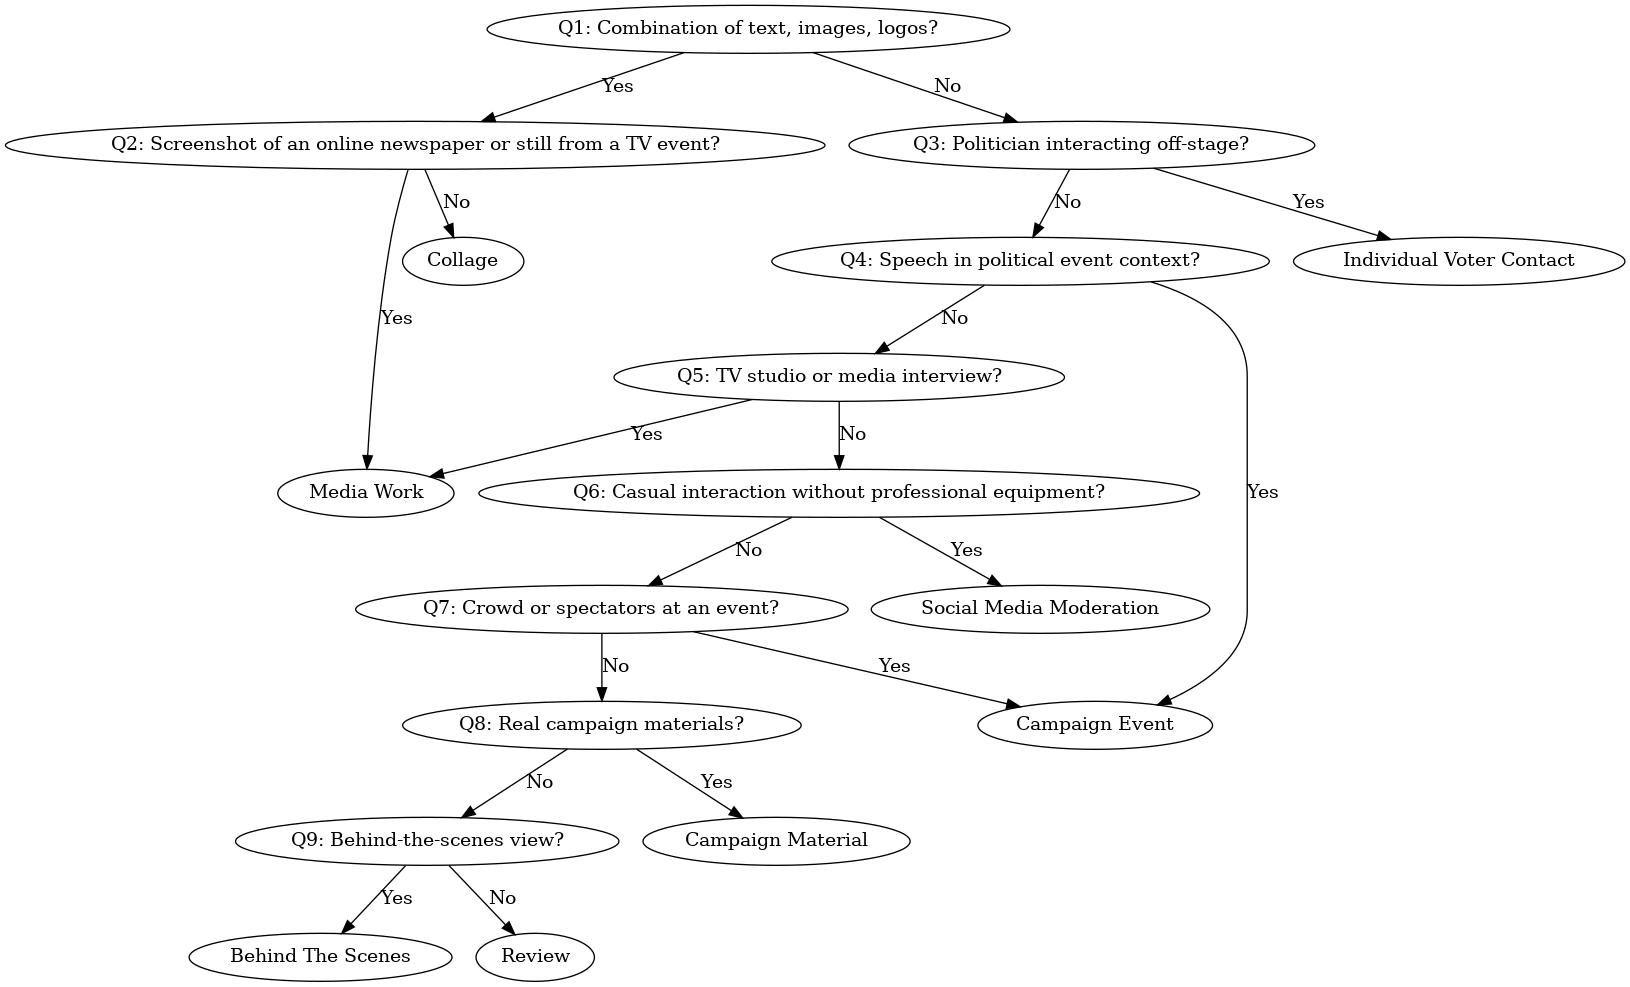 Q1: Combination of text, images, logos?
Yes
No
Q2: Screenshot of an online newspaper or still from a TV event?
Q3: Politician interacting off-stage?
No
No
Yes
Collage
Q4: Speech in political event context?
Individual Voter Contact
Yes
No
Q5: TV studio or media interview?
Yes
No
Media Work
Q6: Casual interaction without professional equipment?
Yes
No
Yes
Q7: Crowd or spectators at an event?
Social Media Moderation
No
Yes
Q8: Real campaign materials?
Campaign Event
No
Yes
Q9: Behind-the-scenes view?
Campaign Material
Yes
No
Behind The Scenes
Review